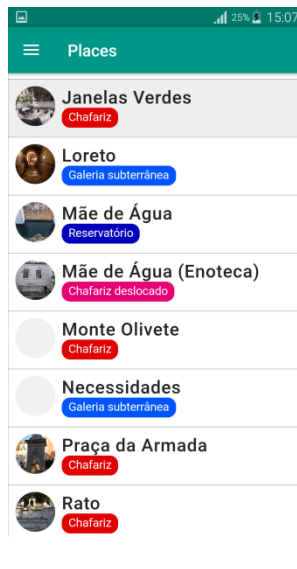 25% 15:07
Places
Janelas Verdes
Chafariz
Loreto
Galeria subterrânea
Mãe de Água
Reservatório
Mãe de Água (Enoteca)
Chafariz deslocado
Monte Olivete
Chafariz
Necessidades
Galeria subterrânea
Praça da Armada
Chafariz
Rato
Chafariz